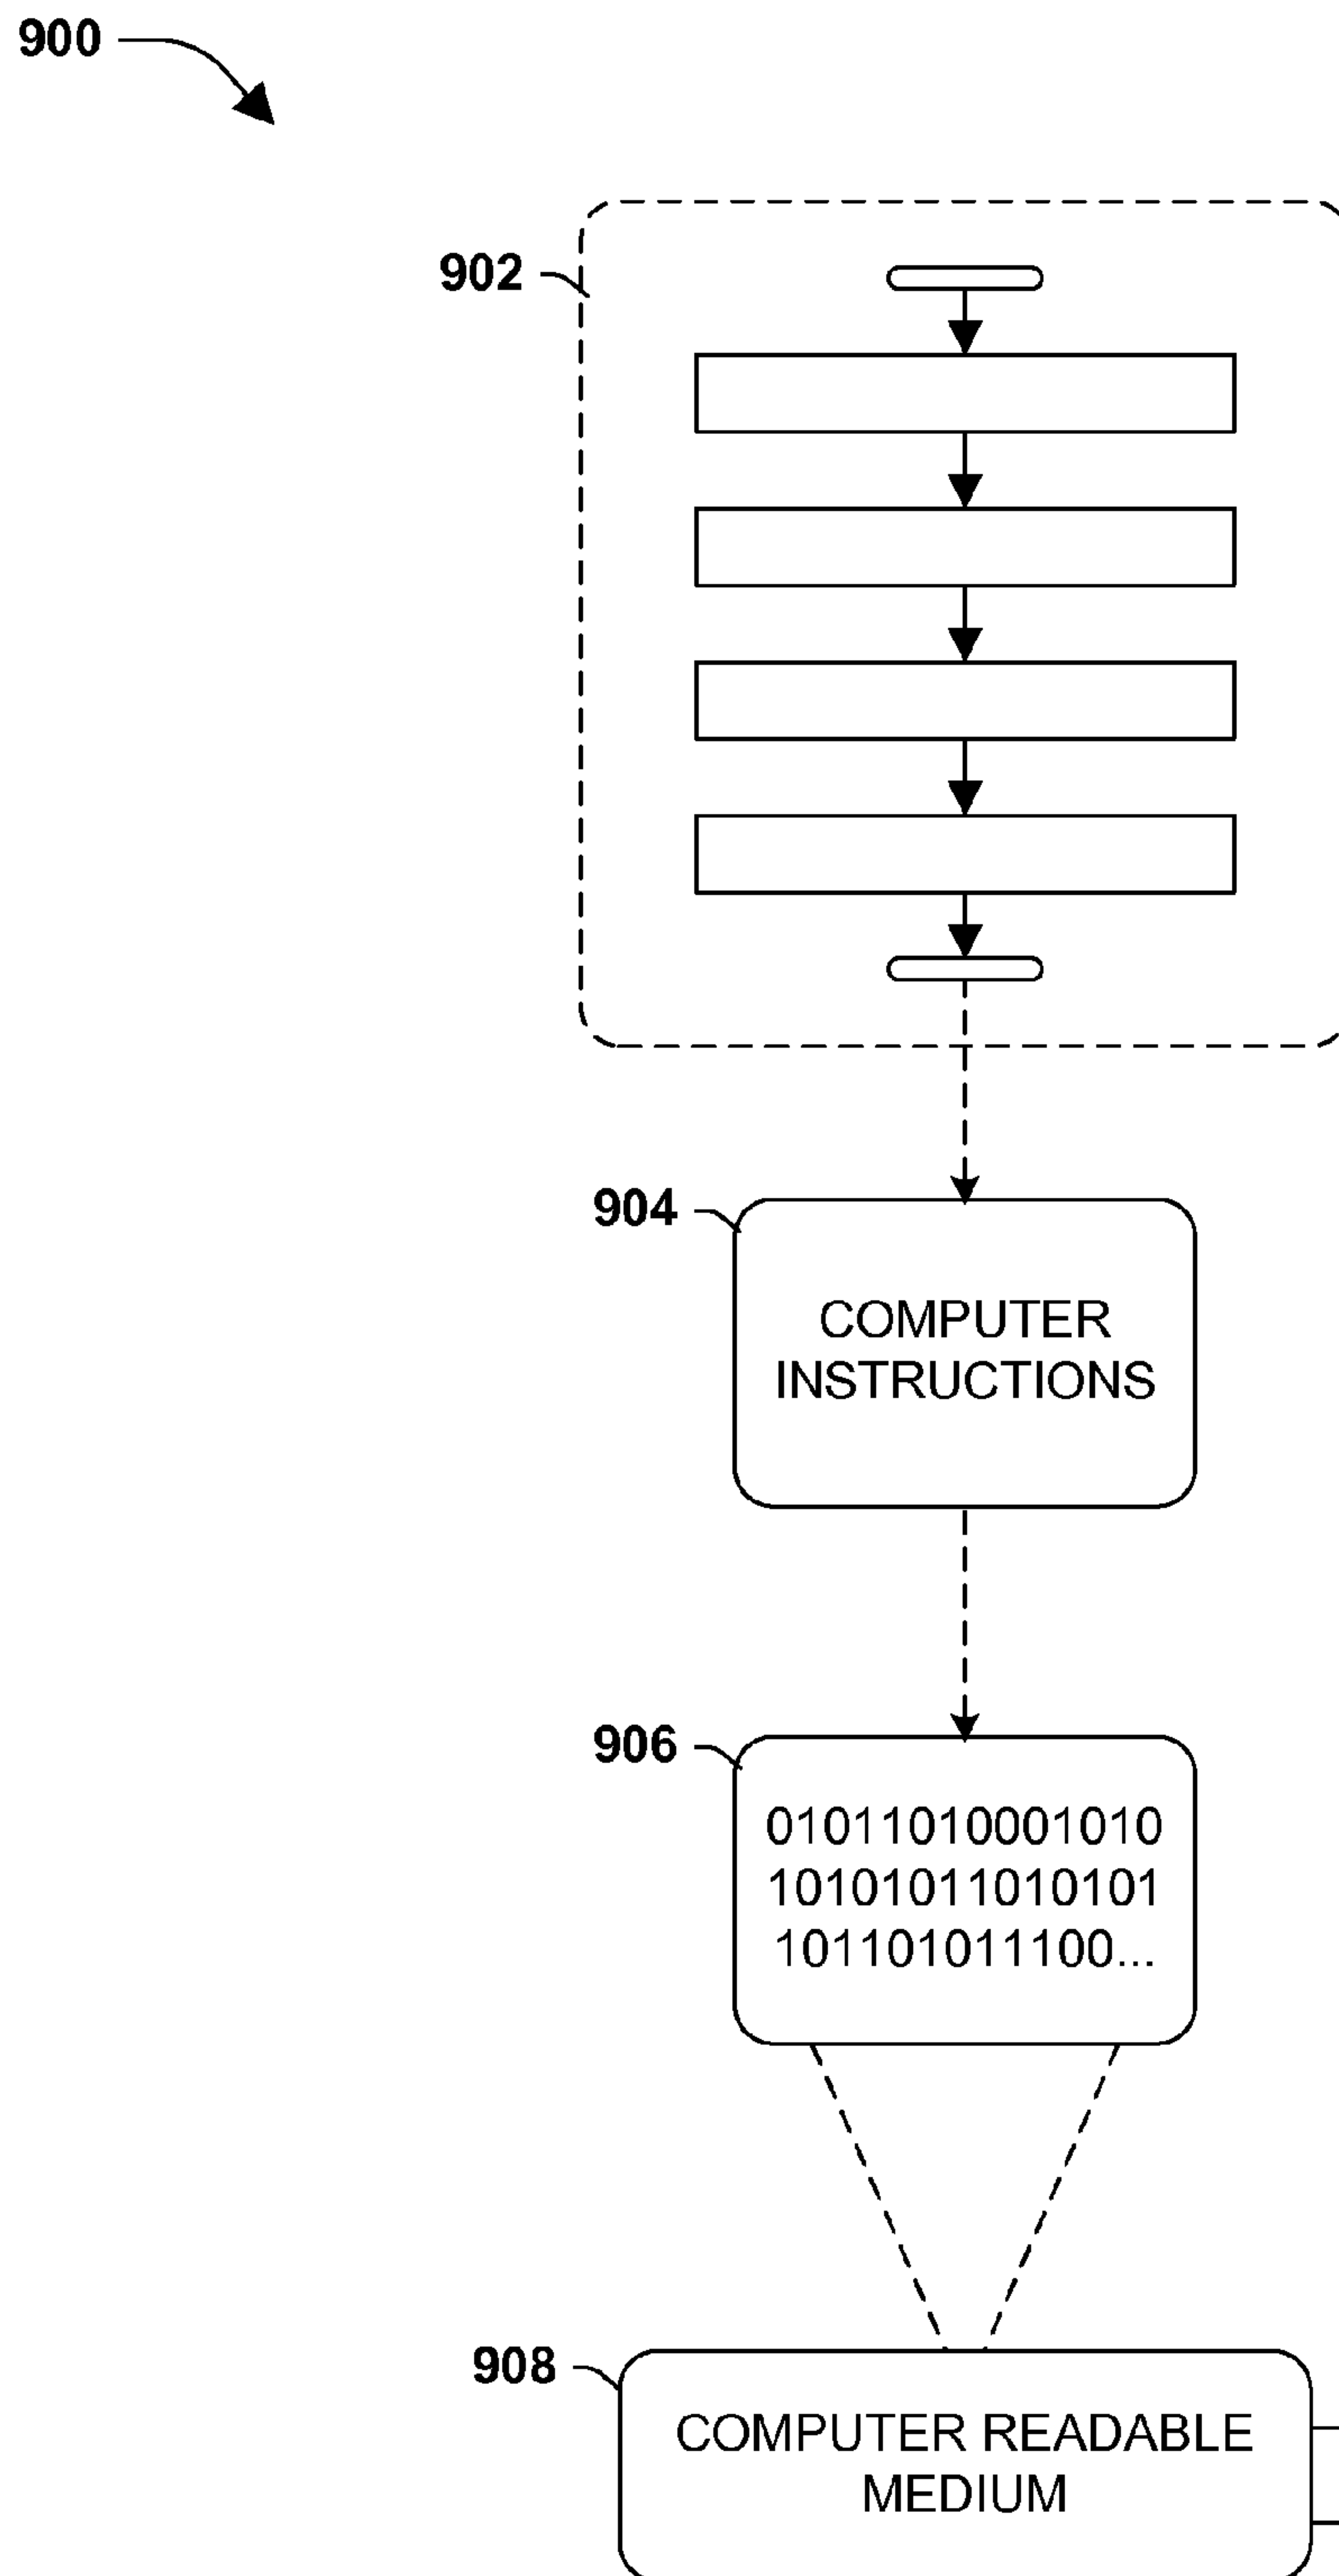 900
902
904
COMPUTER
INSTRUCTIONS
906
01011010001010
10101011010101
101101011100...
908
COMPUTER READABLE
MEDIUM